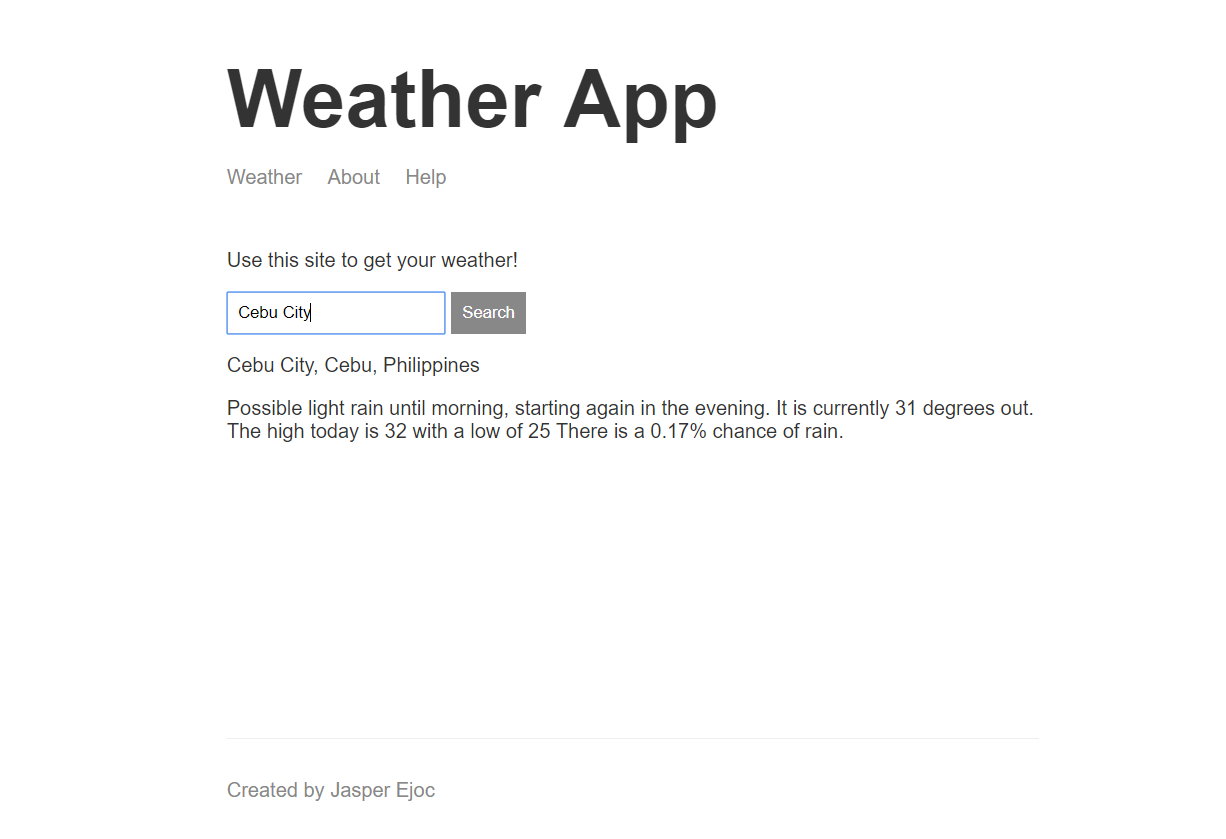 Weather App
Weather About Help
Use this site to get your weather!
Cebu City Search
Cebu City, Cebu, Philippines
Possible light rain until morning, starting again in the evening. It is currently 31 degrees out.
The high today is 32 with a low of 25 There is a 0.17% chance of rain.
Created by Jasper Ejoc